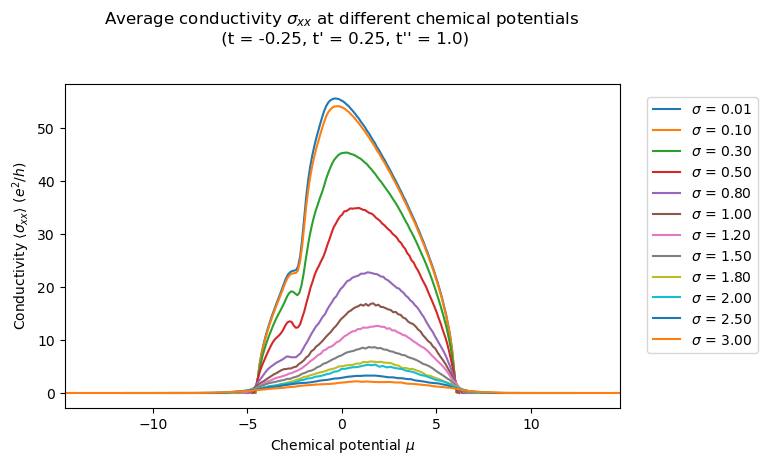 Average conductivity σxx at different chemical potentials
(t = -0.25, t' = 0.25, t'' = 1.0)
Conductivity ⟨σxx⟩ (e²/h)
50
40
30
20
10
0
−10
−5
0
5
10
Chemical potential μ
σ = 0.01
σ = 0.10
σ = 0.30
σ = 0.50
σ = 0.80
σ = 1.00
σ = 1.20
σ = 1.50
σ = 1.80
σ = 2.00
σ = 2.50
σ = 3.00